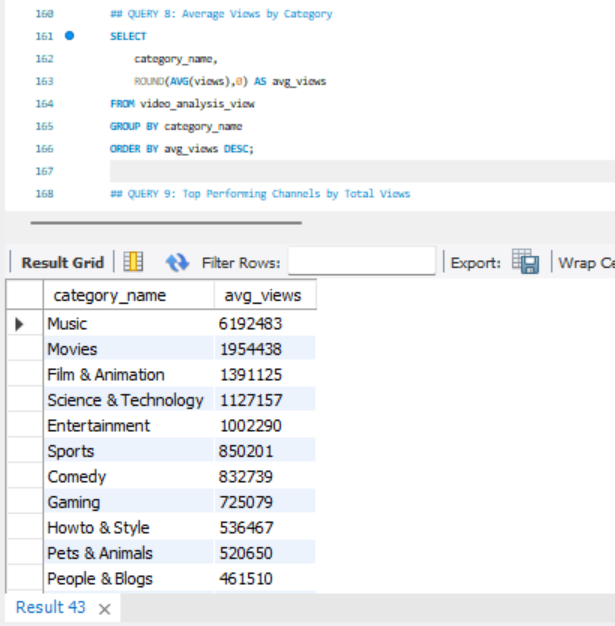 160 ## QUERY 8: Average Views by Category
161 SELECT
162 category_name,
163 ROUND(AVG(views),0) AS avg_views
164 FROM video_analysis_view
165 GROUP BY category_name
166 ORDER BY avg_views DESC;
167
168 ## QUERY 9: Top Performing Channels by Total Views
Result Grid Filter Rows: Export: Wrap Ce
category_name avg_views
Music 6192483
Movies 1954438
Film & Animation 1391125
Science & Technology 1127157
Entertainment 1002290
Sports 850201
Comedy 832739
Gaming 725079
Howto & Style 536467
Pets & Animals 520650
People & Blogs 461510
Result 43